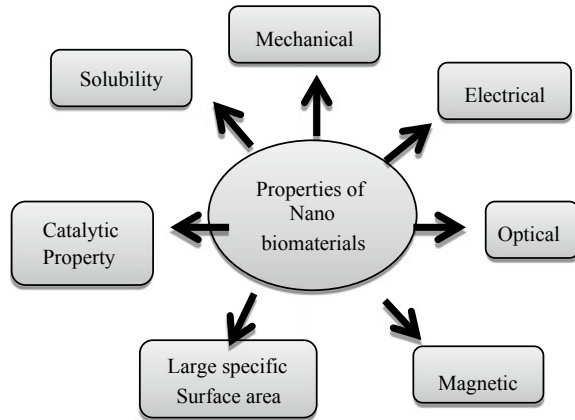 Mechanical
Solubility
Electrical
Properties of
Nano
biomaterials
Catalytic
Property
Optical
Large specific
Surface area
Magnetic